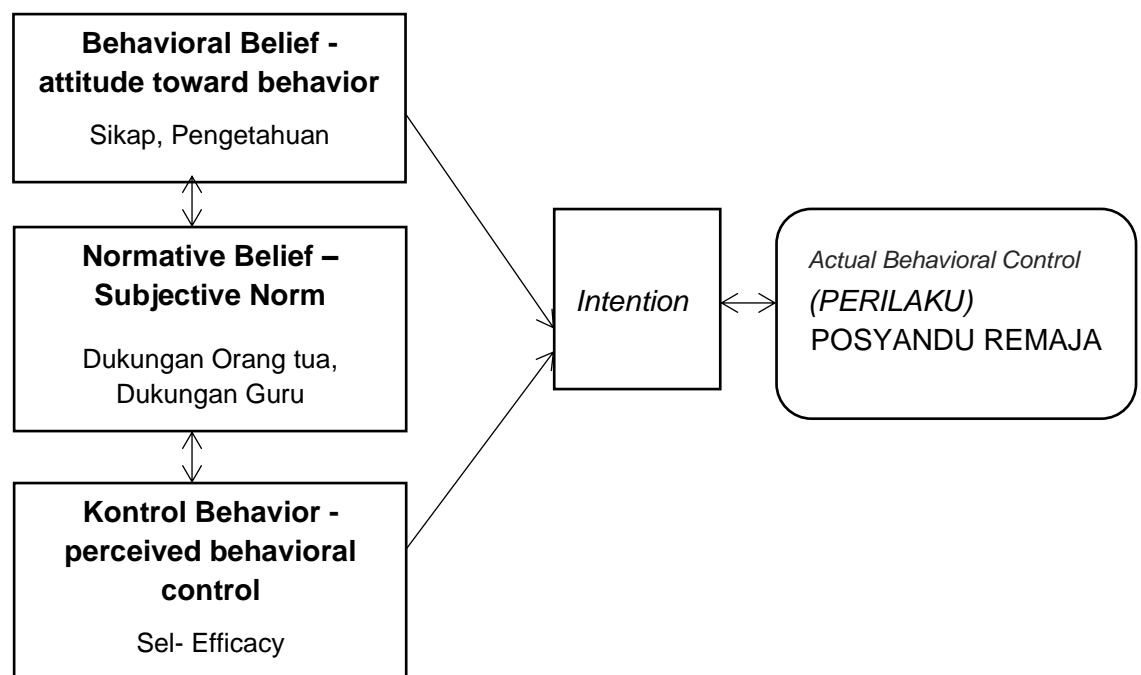 Behavioral Belief -
attitude toward behavior
Sikap, Pengetahuan
Normative Belief –
Subjective Norm
Dukungan Orang tua,
Dukungan Guru
Kontrol Behavior -
perceived behavioral
control
Sel- Efficacy
Intention
Actual Behavioral Control
(PERILAKU)
POSYANDU REMAJA